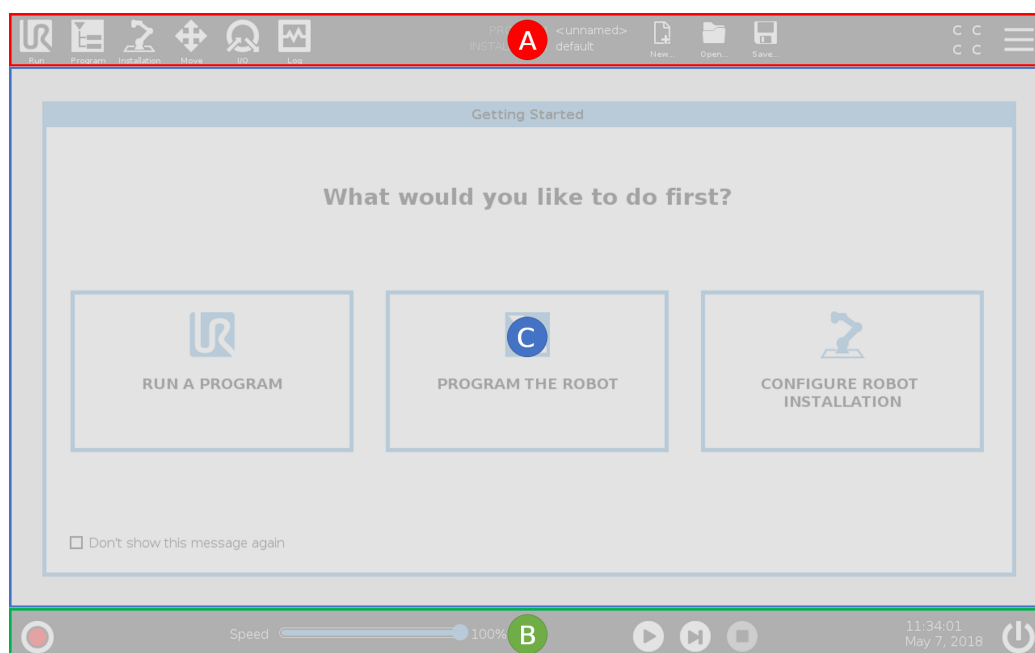 <unnamed>
default
A
C C
C C
Run
Program
Installation
Move
I/O
Log
New...
Open...
Save...
Getting Started
What would you like to do first?
C
RUN A PROGRAM
PROGRAM THE ROBOT
CONFIGURE ROBOT
INSTALLATION
Don't show this message again
Speed
100%
B
11:34:01
May 7, 2018